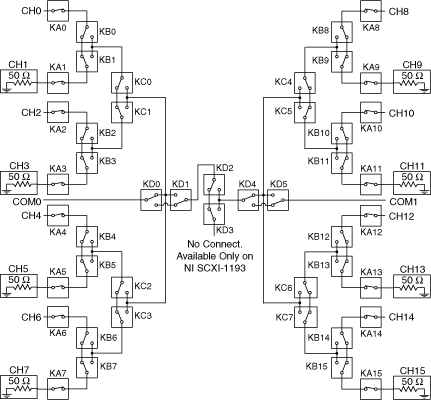 CH0
KA0
KB0
KB1
CH1
50 Ω
KA1
KC0
KC1
CH2
KA2
KB2
KB3
CH3
50 Ω
KA3
COM0
KD0
KD1
KD2
KD3
KD4
KD5
COM1
No Connect.
Available Only on
NI SCXI-1193
CH4
KA4
KB4
KB5
CH5
50 Ω
KA5
KC2
KC3
CH6
KA6
KB6
KB7
CH7
50 Ω
KA7
CH8
KA8
KB8
KB9
CH9
50 Ω
KA9
KC4
KC5
CH10
KA10
KB10
KB11
CH11
50 Ω
KA11
CH12
KA12
KB12
KB13
CH13
50 Ω
KA13
KC6
KC7
CH14
KA14
KB14
KB15
CH15
50 Ω
KA15